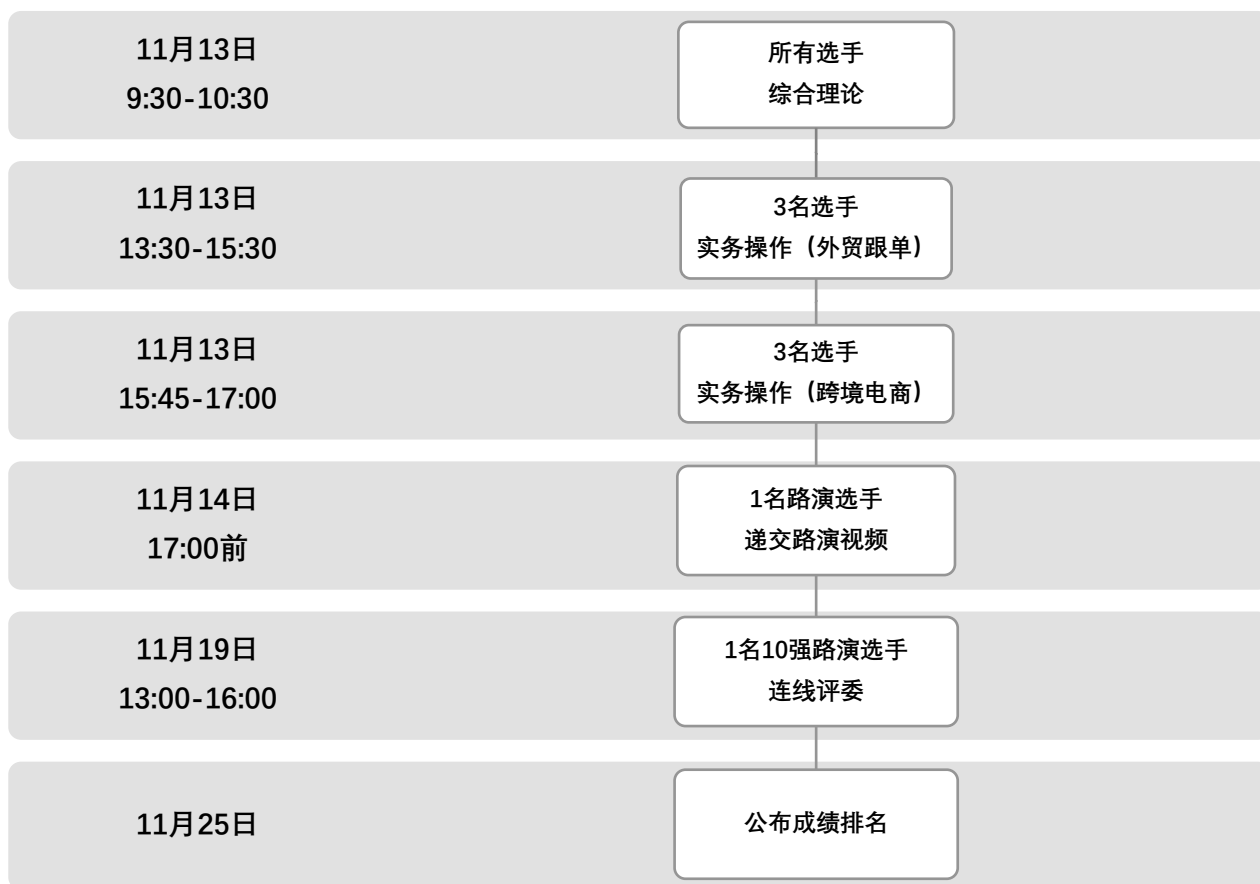 11月13日
9:30-10:30
所有选手
综合理论
11月13日
13:30-15:30
3名选手
实务操作（外贸跟单）
11月13日
15:45-17:00
3名选手
实务操作（跨境电商）
11月14日
17:00前
1名路演选手
递交路演视频
11月19日
13:00-16:00
1名10强路演选手
连线评委
11月25日
公布成绩排名